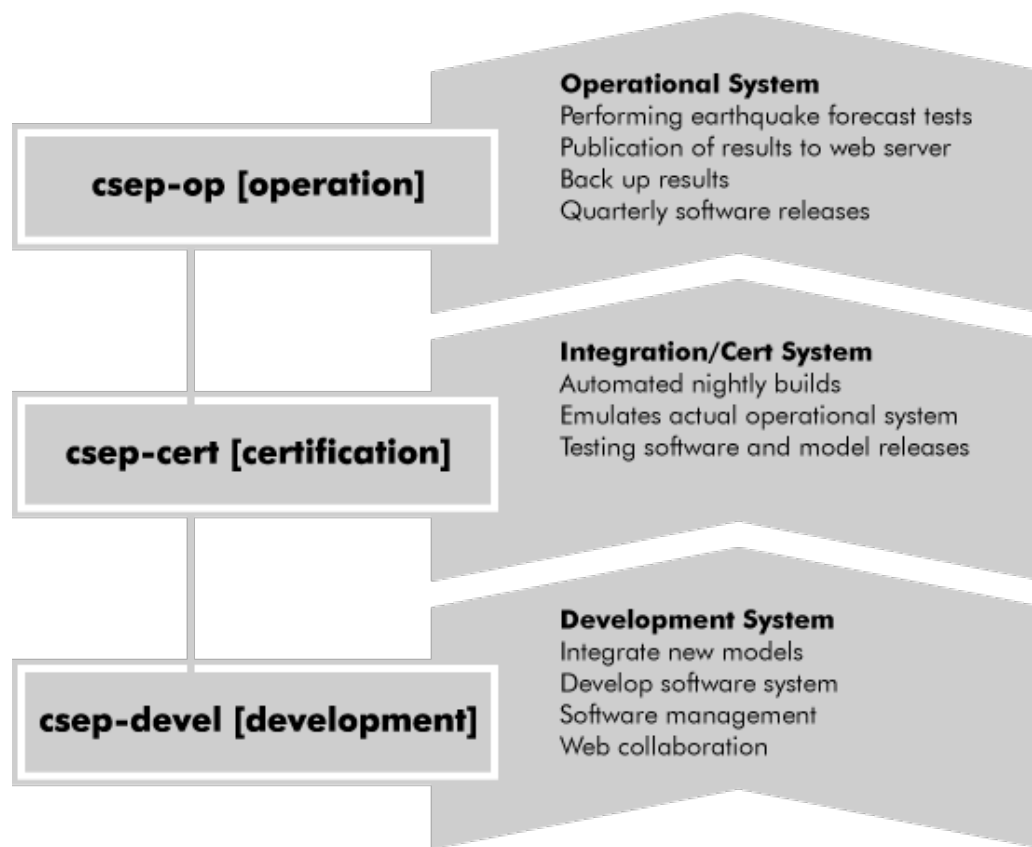 csep-op [operation]
Operational System
Performing earthquake forecast tests
Publication of results to web server
Back up results
Quarterly software releases
csep-cert [certification]
Integration/Cert System
Automated nightly builds
Emulates actual operational system
Testing software and model releases
csep-devel [development]
Development System
Integrate new models
Develop software system
Software management
Web collaboration